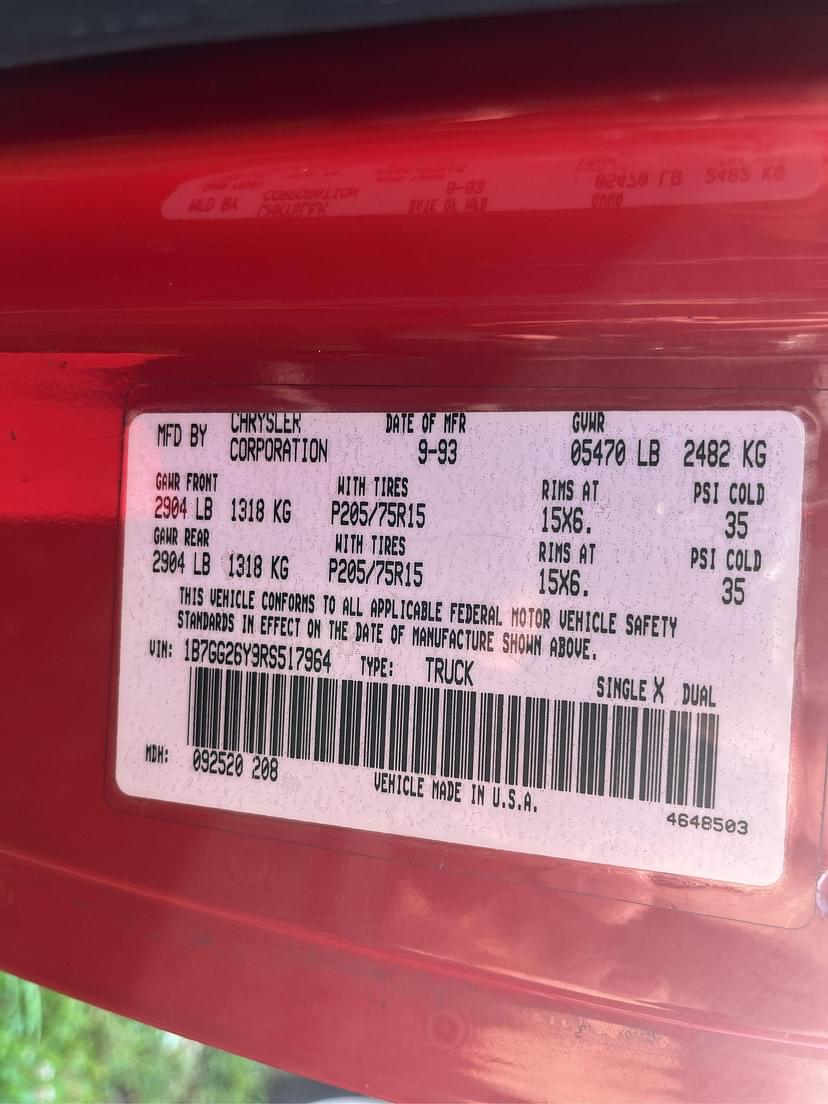 MFD BY CHRYSLER CORPORATION DATE OF MFR 9-93 GVWR 05470 LB 2482 KG
GAWR FRONT WITH TIRES RIMS AT PSI COLD
2904 LB 1318 KG P205/75R15 15X6. 35
GAWR REAR WITH TIRES RIMS AT PSI COLD
2904 LB 1318 KG P205/75R15 15X6. 35
THIS VEHICLE CONFORMS TO ALL APPLICABLE FEDERAL MOTOR VEHICLE SAFETY
STANDARDS IN EFFECT ON THE DATE OF MANUFACTURE SHOWN ABOVE.
VIN: 1B7GG26Y9RS517964 TYPE: TRUCK SINGLE X DUAL
MDH: 092520 208
VEHICLE MADE IN U.S.A.
4648503